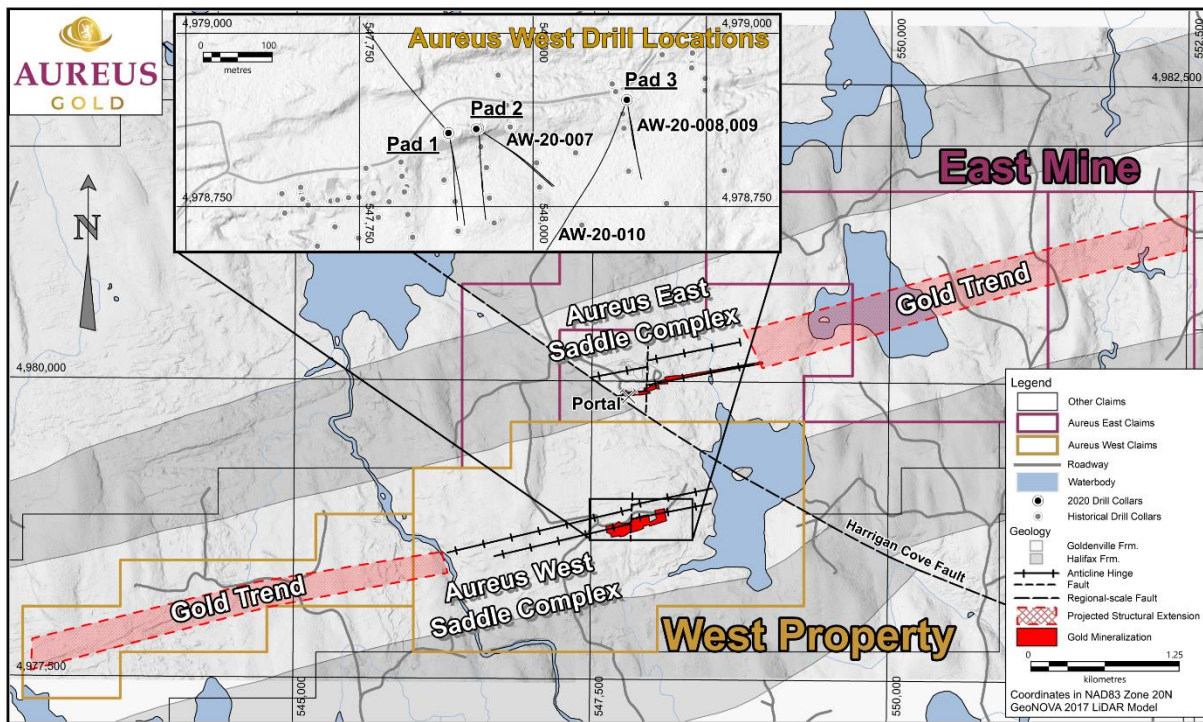 AUREUS
GOLD
Aureus West Drill Locations
4,979,000
4,979,000
547,750
0 100
metres
Pad 1
Pad 2
Pad 3
AW-20-007
AW-20-008,009
AW-20-010
4,978,750
4,978,750
547,750
548,000
550,000
552,500
4,982,500
East Mine
N
Gold Trend
Aureus East
Saddle Complex
4,980,000
Portal
Harrigan Cove Fault
Gold Trend
Aureus West
Saddle Complex
West Property
4,977,500
545,000
547,500
550,000
Legend
Other Claims
Aureus East Claims
Aureus West Claims
Roadway
Waterbody
2020 Drill Collars
Historical Drill Collars
Geology
Goldenville Frm.
Halifax Frm.
Anticline Hinge
Fault
Regional-scale Fault
Projected Structural Extension
Gold Mineralization
0 1.25
kilometres
Coordinates in NAD83 Zone 20N
GeoNOVA 2017 LiDAR Model